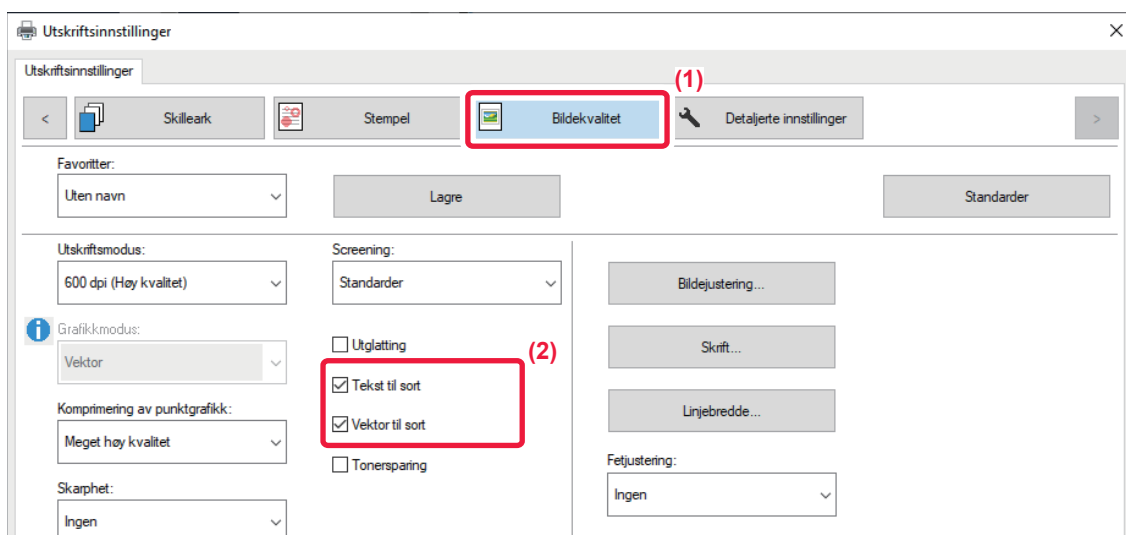 Utskriftsinnstillinger
Utskriftsinnstillinger
(1)
< Skilleark Stempel Bildekvalitet Detaljerte innstillinger >
Favoritter:
Uten navn Lagre Standarder
Utskriftsmodus: Screening:
600 dpi (Høy kvalitet) Standarder Bildejustering...
Grafikkmodus:
Vektor Utglatting (2) Skrift...
Tekst til sort
Komprimering av punktgrafikk: Vektor til sort Linjebredde...
Meget høy kvalitet
Tonersparing Fetjustering:
Skarphet:
Ingen Ingen